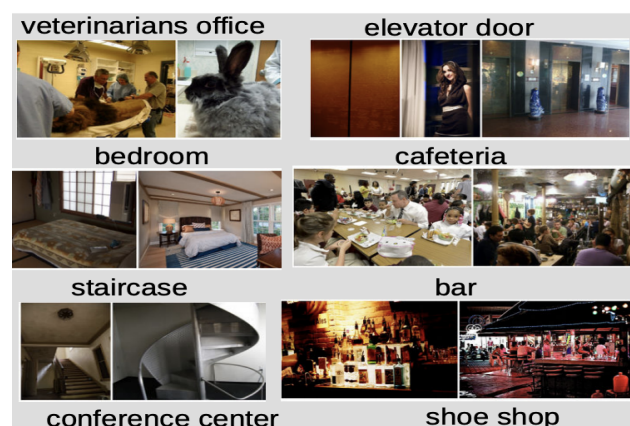 veterinarians office
elevator door
bedroom
cafeteria
staircase
bar
conference center
shoe shop